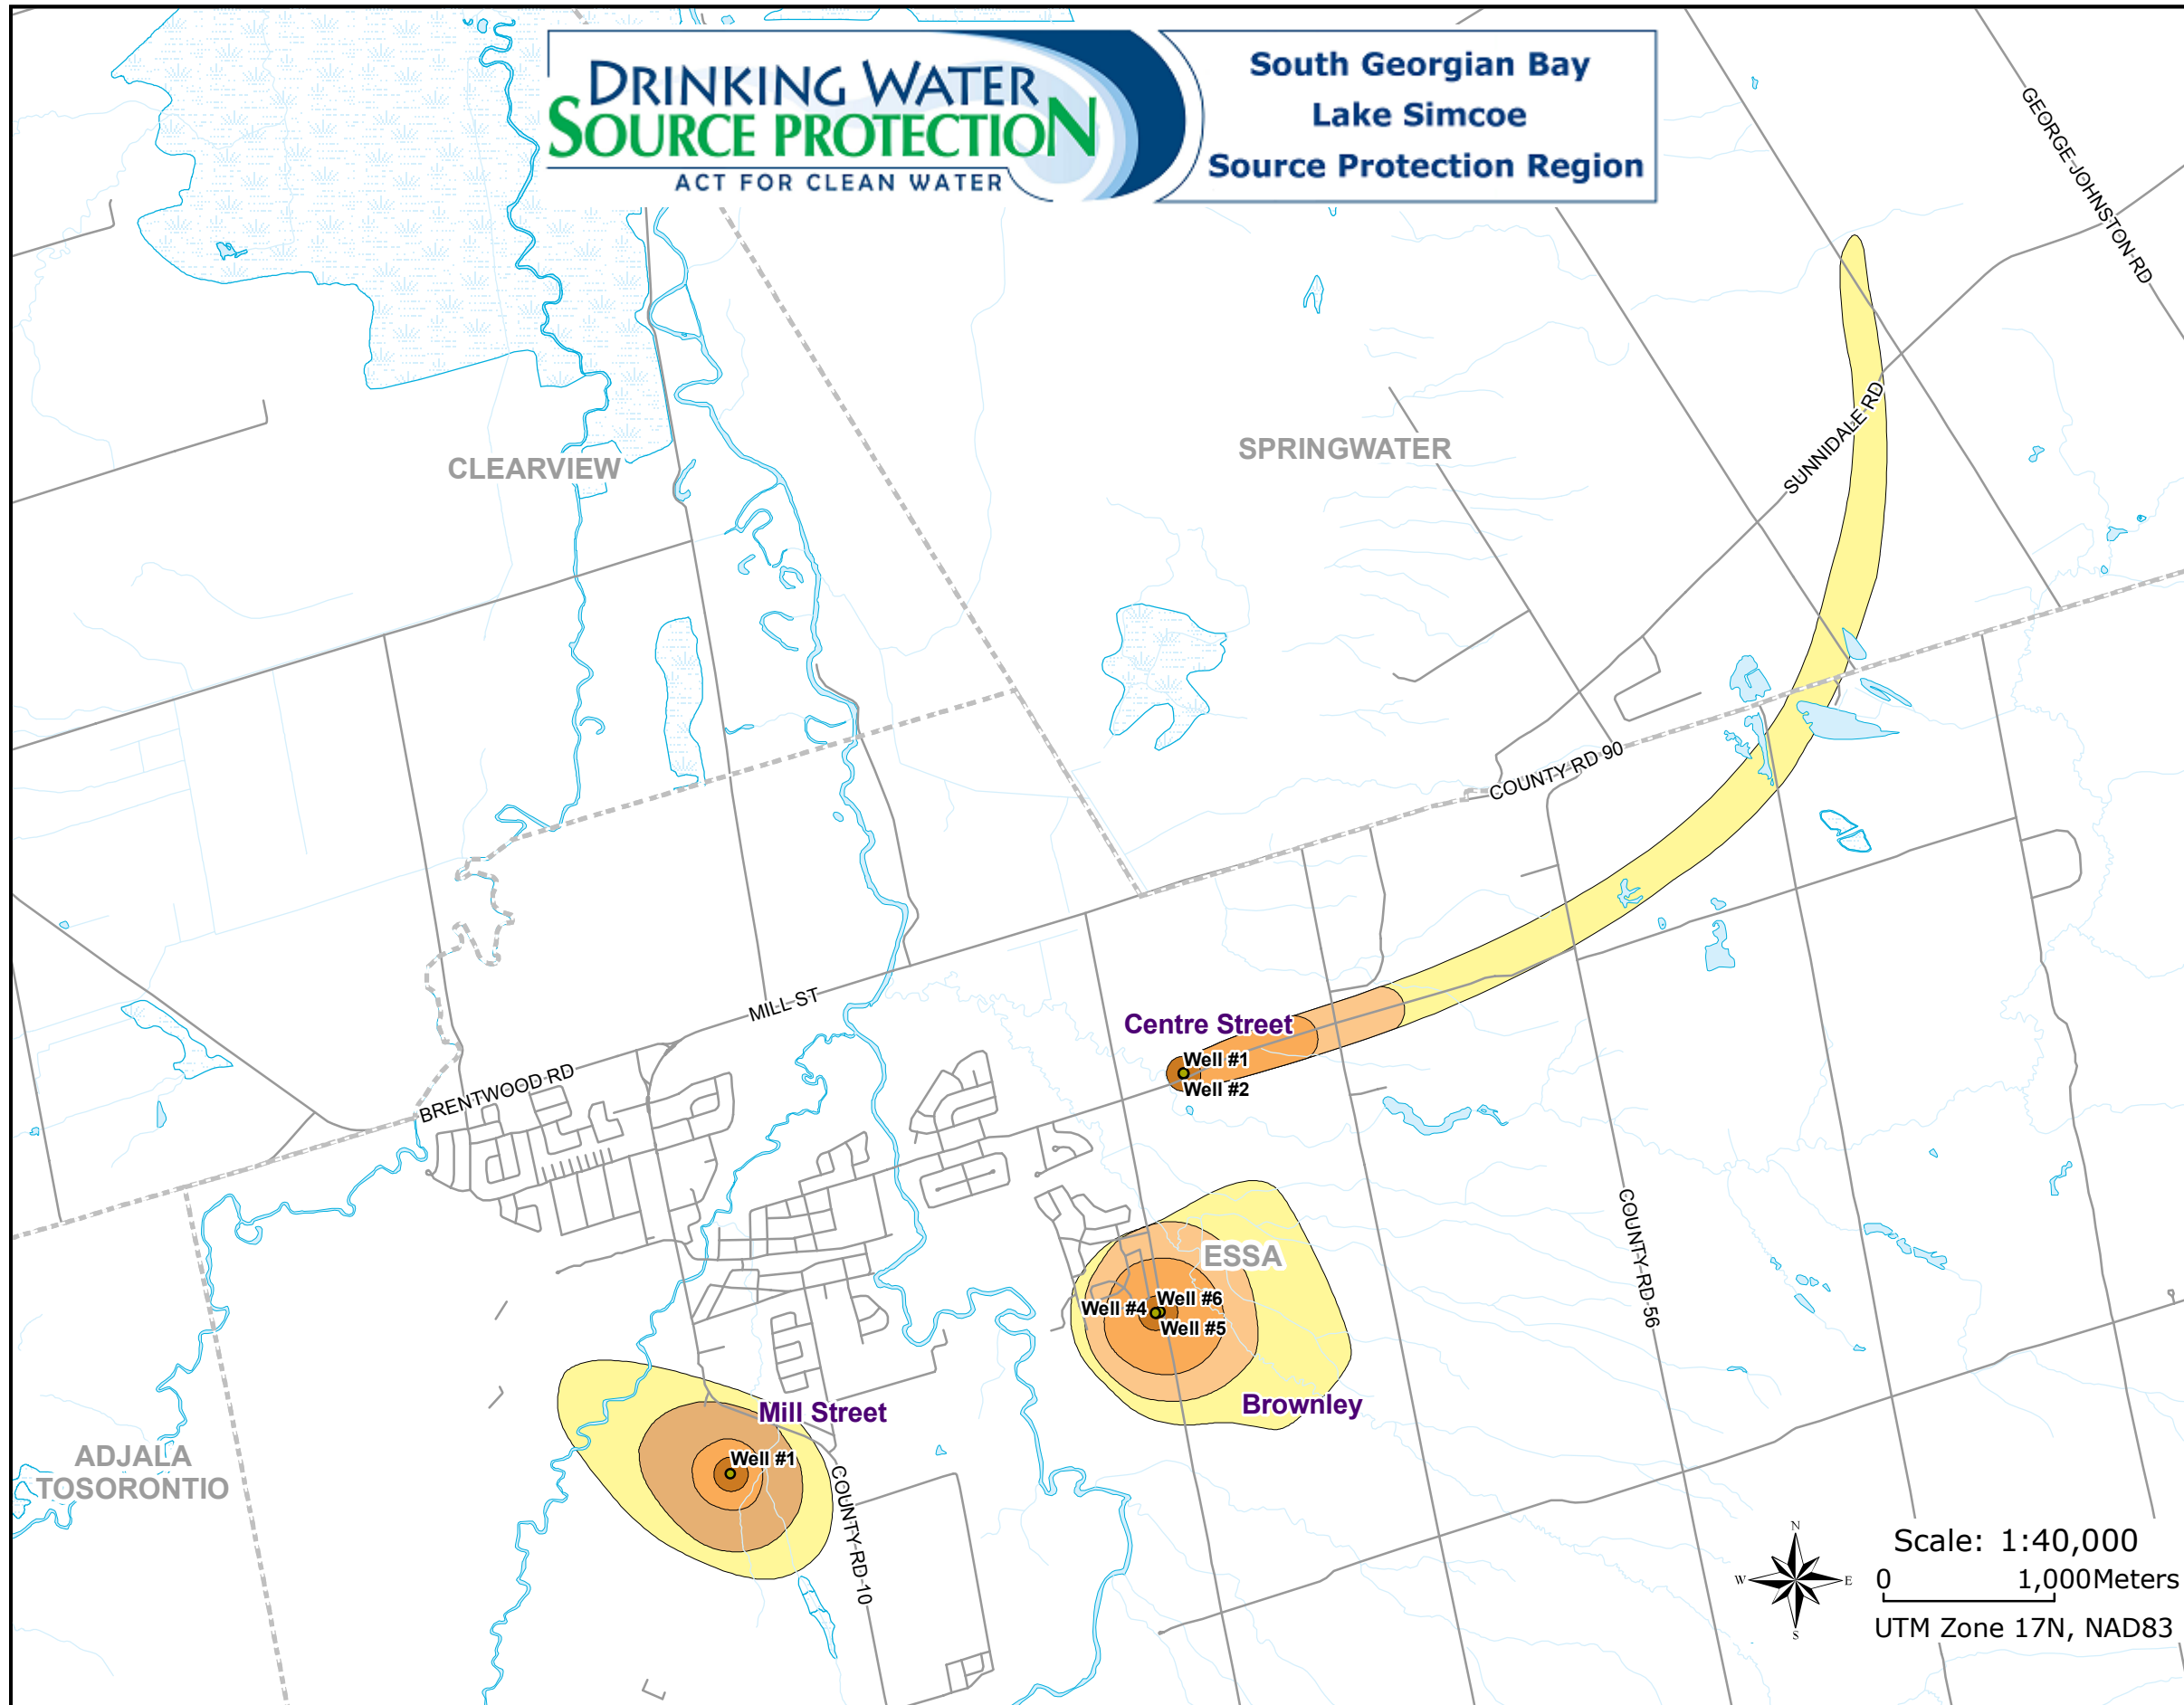 DRINKING WATER
SOURCE PROTECTION
ACT FOR CLEAN WATER
South Georgian Bay
Lake Simcoe
Source Protection Region
GEORGE JOHNSTON RD
CLEARVIEW
SPRINGWATER
SUNNIDALE RD
COUNTY RD 90
MILL ST
Centre Street
Well #1
Well #2
BRENTWOOD RD
COUNTY RD 56
ESSA
Well #4
Well #6
Well #5
Brownley
Mill Street
Well #1
ADJALA
TOSORONTIO
COUNTY RD 10
N
W
E
S
Scale: 1:40,000
0
1,000 Meters
UTM Zone 17N, NAD83